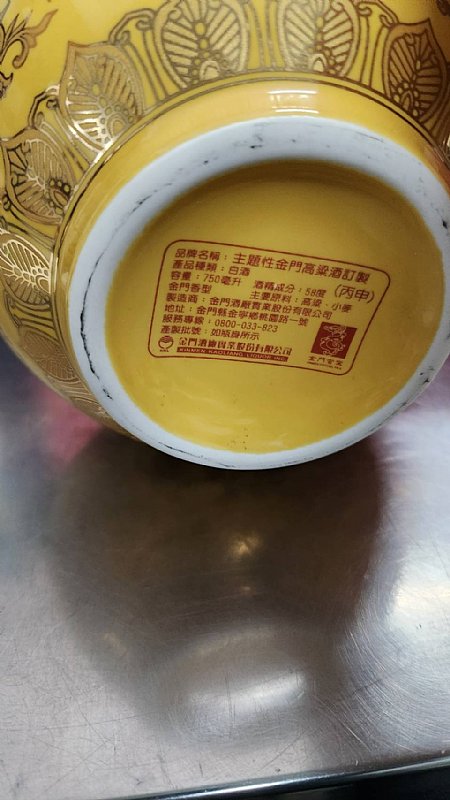 品牌名稱：主題性金門高粱酒訂製
產品種類：白酒 （丙申）
容量：750毫升 酒精成分：58度
金門香型 主要原料：高粱、小麥
製造商：金門酒廠實業股份有限公司
地址：金門縣金寧鄉桃園路一號
服務專線：0800-033-823
產製批號：如瓶身所示
金門酒廠實業股份有限公司
KINMEN KAOLIANG LIQUOR INC.